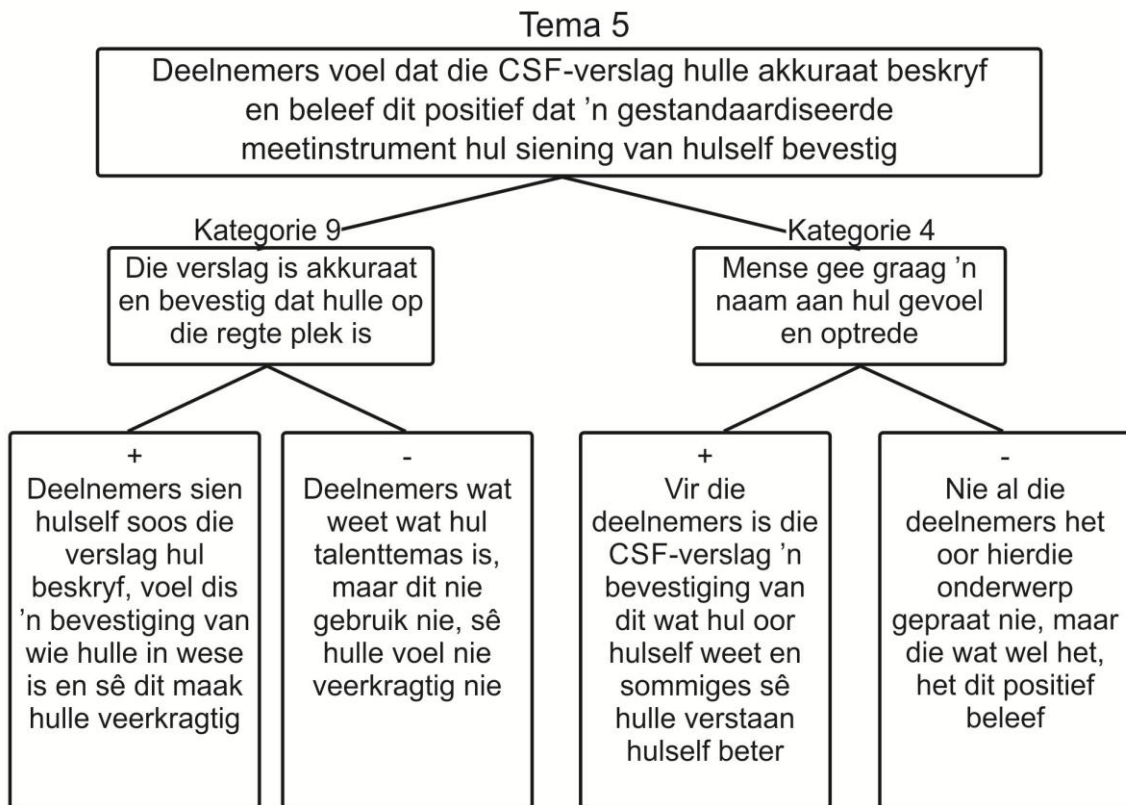 Tema 5
Deelnemers voel dat die CSF-verslag hulle akkuraat beskryf
en beleef dit positief dat 'n gestandaardiseerde
meetinstrument hul siening van hulself bevestig
Kategorie 9
Die verslag is akkuraat
en bevestig dat hulle op
die regte plek is
Kategorie 4
Mense gee graag 'n
naam aan hul gevoel
en optrede
+
Deelnemers sien
hulself soos die
verslag hul
beskryf, voel dis
'n bevestiging van
wie hulle in wese
is en sê dit maak
hulle veerkragtig
-
Deelnemers wat
weet wat hul
talenttemas is,
maar dit nie
gebruik nie, sê
hulle voel nie
veerkragtig nie
+
Vir die
deelnemers is die
CSF-verslag 'n
bevestiging van
dit wat hul oor
hulself weet en
sommiges sê
hulle verstaan
hulself beter
-
Nie al die
deelnemers het
oor hierdie
onderwerp
gepraat nie, maar
die wat wel het,
het dit positief
beleef